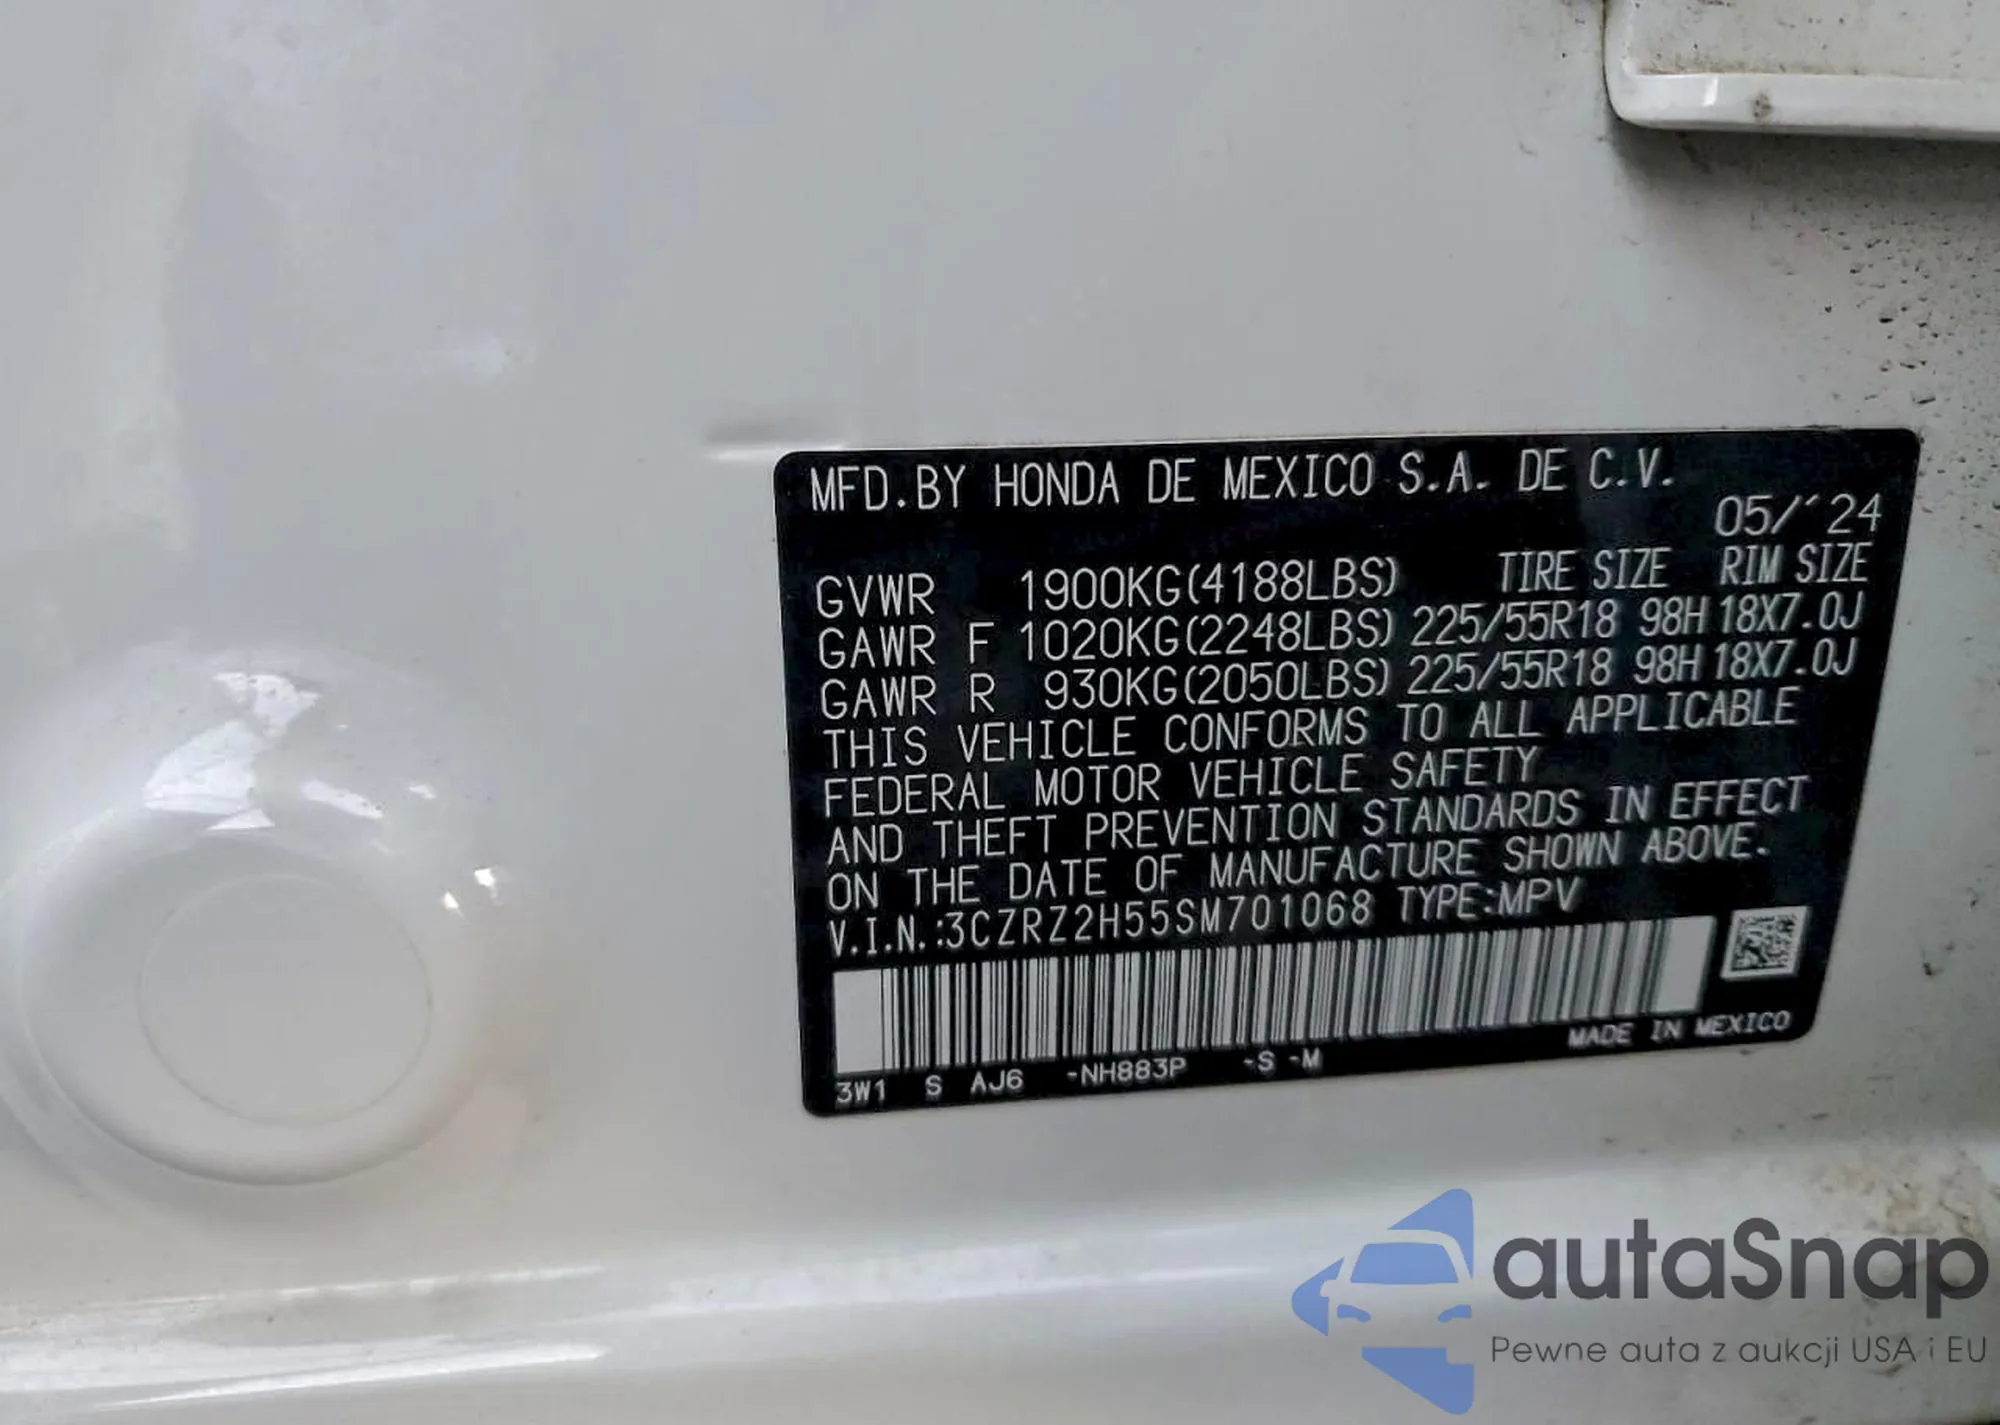 MFD.BY HONDA DE MEXICO S.A. DE C.V.
05/´24
TIRE SIZE RIM SIZE
GVWR 1900KG(4188LBS)
GAWR F 1020KG(2248LBS) 225/55R18 98H 18X7.0J
GAWR R 930KG(2050LBS) 225/55R18 98H 18X7.0J
THIS VEHICLE CONFORMS TO ALL APPLICABLE
FEDERAL MOTOR VEHICLE SAFETY
AND THEFT PREVENTION STANDARDS IN EFFECT
ON THE DATE OF MANUFACTURE SHOWN ABOVE.
V.I.N.:3CZRZ2H55SM701068 TYPE:MPV
MADE IN MEXICO
3W1 S AJ6 -NH883P -S -M
autaSnap
Pewne auta z aukcji USA i EU